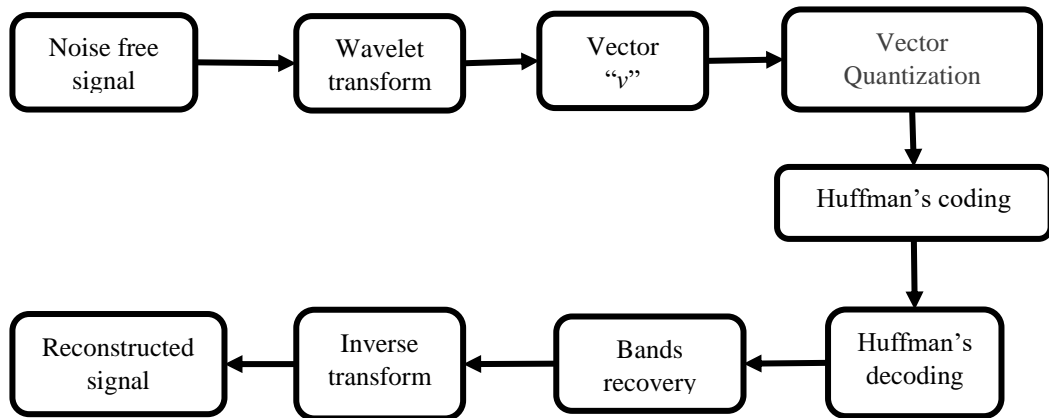 Noise free
signal
Wavelet
transform
Vector
“v”
Vector
Quantization
Huffman’s coding
Huffman’s
decoding
Bands
recovery
Inverse
transform
Reconstructed
signal